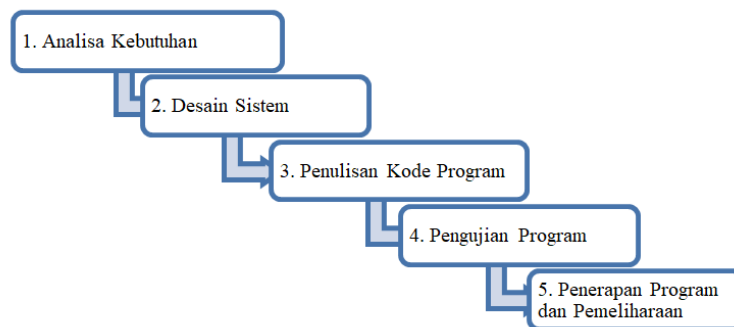 1. Analisa Kebutuhan
2. Desain Sistem
3. Penulisan Kode Program
4. Pengujian Program
5. Penerapan Program
dan Pemeliharaan